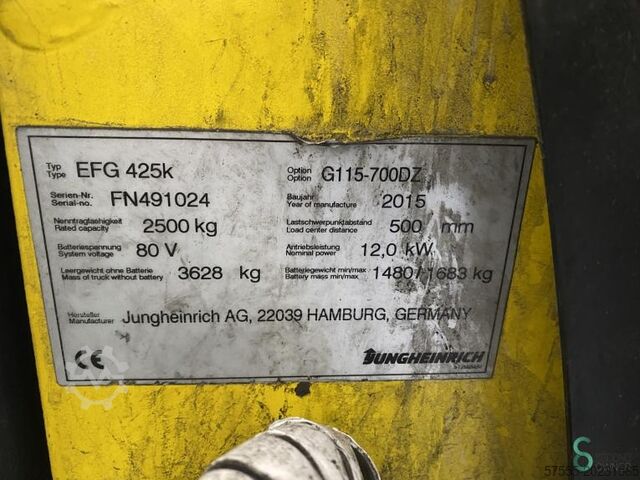 Typ
Type EFG 425k Option
Option G115-700DZ
Serien-Nr.
Serial-no. FN491024 Baujahr
Year of manufacture 2015
Nenntragfähigkeit
Rated capacity 2500 kg Lastschwerpunktabstand
Load center distance 500 mm
Batteriespannung
System voltage 80 V Antriebsleistung
Nominal power 12,0 kW
Leergewicht ohne Batterie
Mass of truck without battery 3628 kg Batteriegewicht min/max
Battery mass min/max 1480/1683 kg
Hersteller
Manufacturer Jungheinrich AG, 22039 HAMBURG, GERMANY
CE JUNGHEINRICH